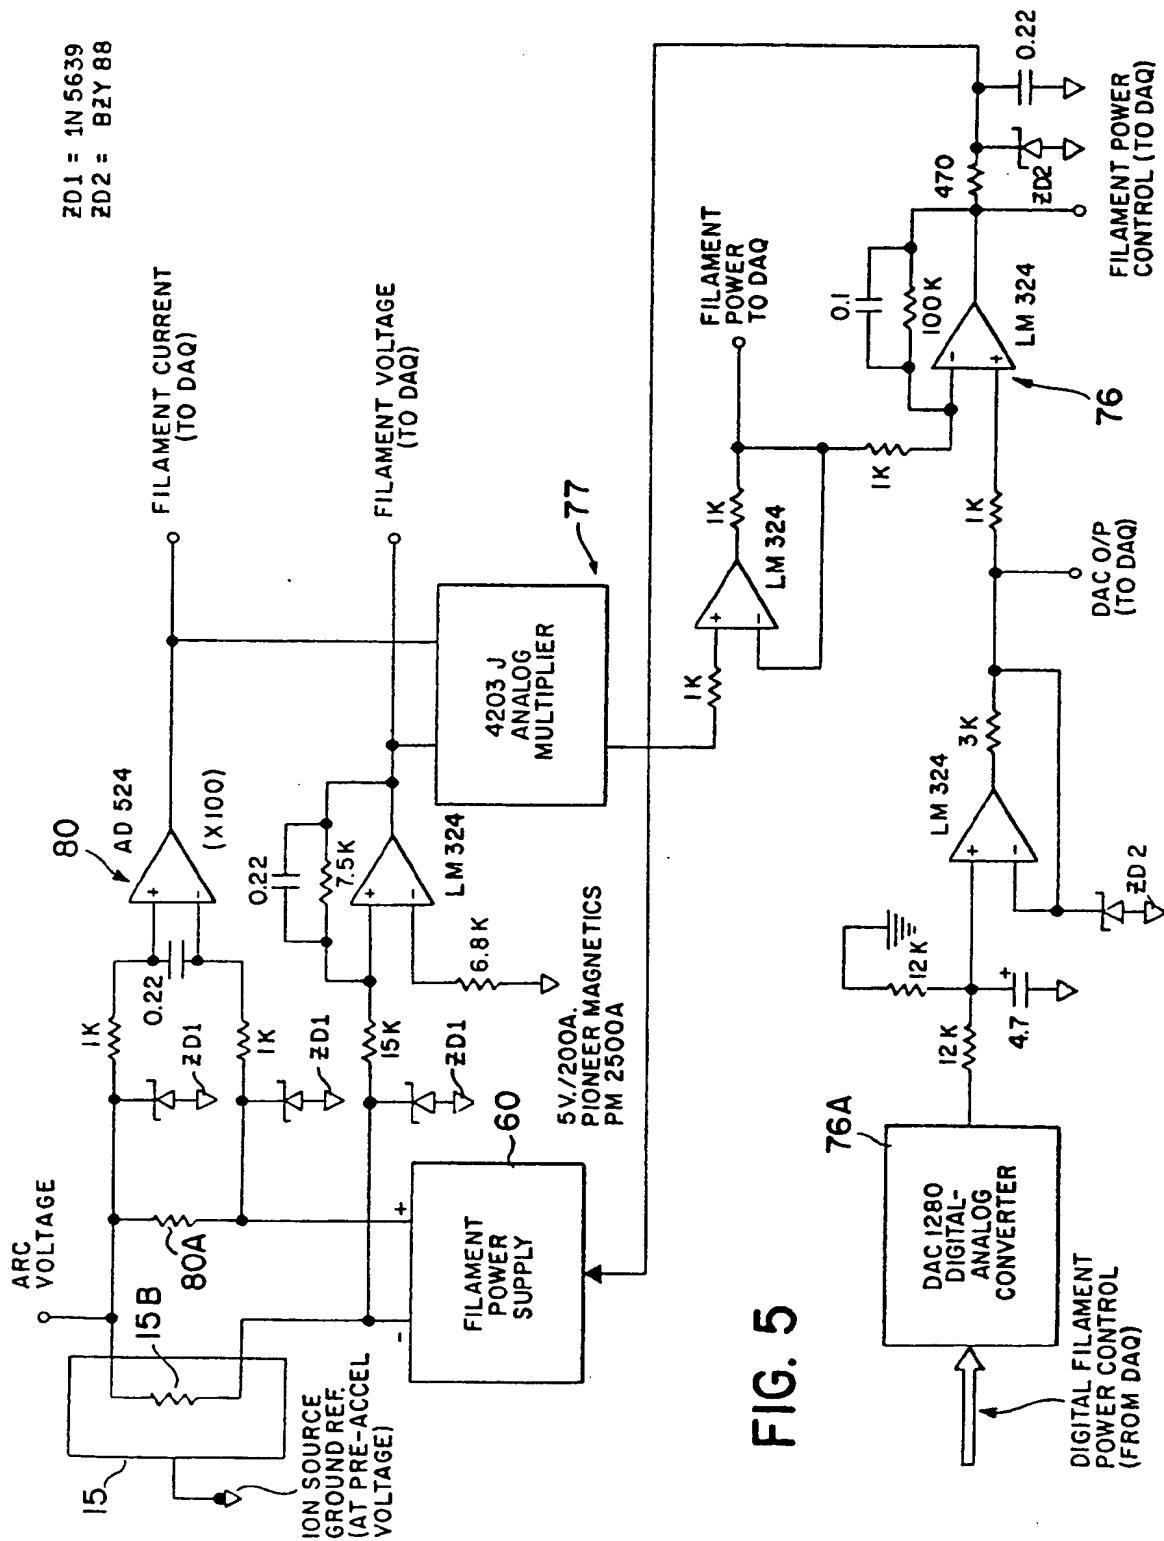 ZD1 = 1N 5639
ZD2 = BZY 88
ARC
VOLTAGE
15B
15
ION SOURCE
GROUND REF.
(AT PRE-ACCEL
VOLTAGE)
80A
1K
ZD1
1K
ZD1
0.22
+
-
80
AD 524
(X100)
FILAMENT CURRENT
(TO DAQ)
15K
ZD1
0.22
7.5K
+
-
LM 324
6.8K
FILAMENT VOLTAGE
(TO DAQ)
-
+
FILAMENT
POWER
SUPPLY
60
5V./200A.
PIONEER MAGNETICS
PM 2500A
4203 J
ANALOG
MULTIPLIER
77
1K
+
-
LM 324
1K
FILAMENT
POWER
TO DAQ
1K
0.1
100K
-
+
LM 324
76
470
ZD2
0.22
FILAMENT POWER
CONTROL (TO DAQ)
FIG. 5
DIGITAL FILAMENT
POWER CONTROL
(FROM DAQ)
DAC 1280
DIGITAL-
ANALOG
CONVERTER
76A
12K
12K
+
4.7
+
-
LM 324
3K
ZD 2
DAC O/P
(TO DAQ)
1K